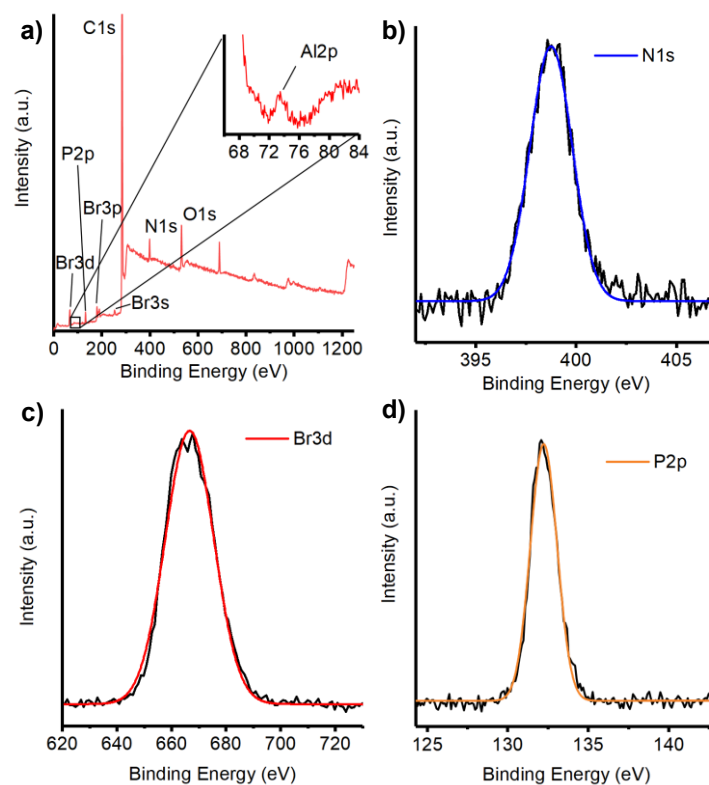 a)
C1s
Al2p
P2p
Br3p
Br3d
N1s
O1s
Br3s
68 72 76 80 84
0 200 400 600 800 1000 1200
Binding Energy (eV)
Intensity (a.u.)
b)
N1s
395 400 405
Binding Energy (eV)
Intensity (a.u.)
c)
Br3d
620 640 660 680 700 720
Binding Energy (eV)
Intensity (a.u.)
d)
P2p
125 130 135 140
Binding Energy (eV)
Intensity (a.u.)